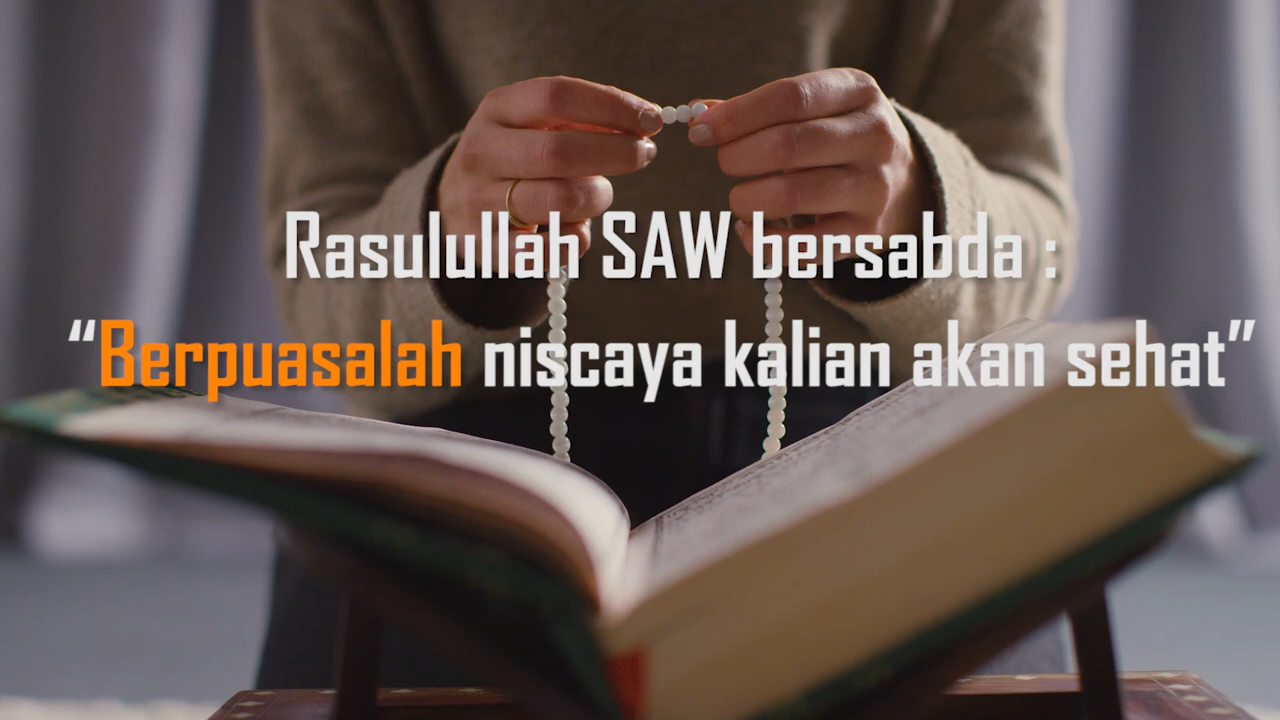 Rasulullah SAW bersabda :
“Berpuasalah niscaya kalian akan sehat”